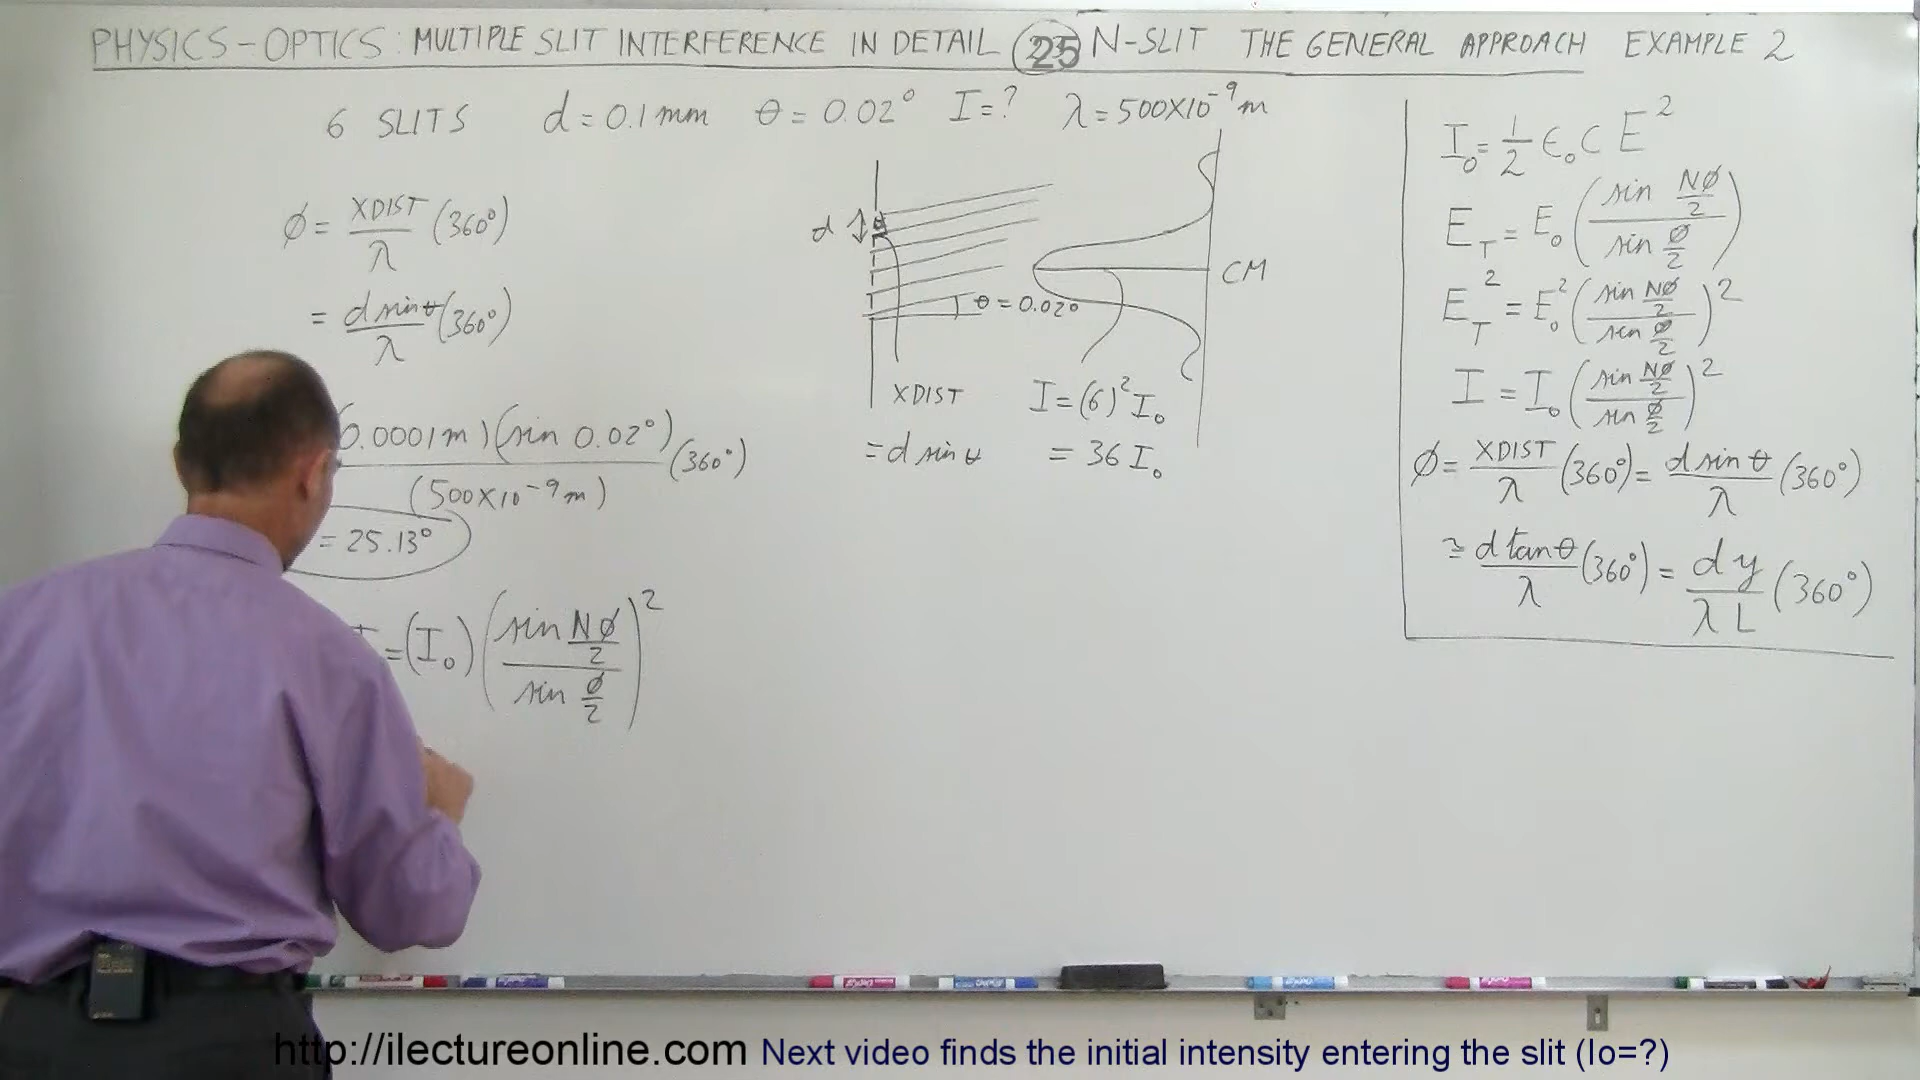 PHYSICS - OPTICS: MULTIPLE SLIT INTERFERENCE IN DETAIL (25) N-SLIT THE GENERAL APPROACH EXAMPLE 2
6 SLITS d = 0.1 mm θ = 0.02° I = ? λ = 500X10⁻⁹ m
ϕ = XDIST/λ (360°)
= d sin θ/λ (360°)
0.0001 m)(sin 0.02°)/(500X10⁻⁹ m) (360°)
= 25.13°
= (I₀) (sin Nϕ/2 / sin ϕ/2)²
d
θ = 0.02°
CM
XDIST
= d sin θ
I = (6)² I₀
= 36 I₀
I₀ = 1/2 ϵ₀ C E²
E_T = E₀ (sin Nϕ/2 / sin ϕ/2)
E_T² = E₀² (sin Nϕ/2 / sin ϕ/2)²
I = I₀ (sin Nϕ/2 / sin ϕ/2)²
ϕ = XDIST/λ (360°) = d sin θ/λ (360°)
≅ d tan θ/λ (360°) = d y/λ L (360°)
http://ilectureonline.com Next video finds the initial intensity entering the slit (Io=?)